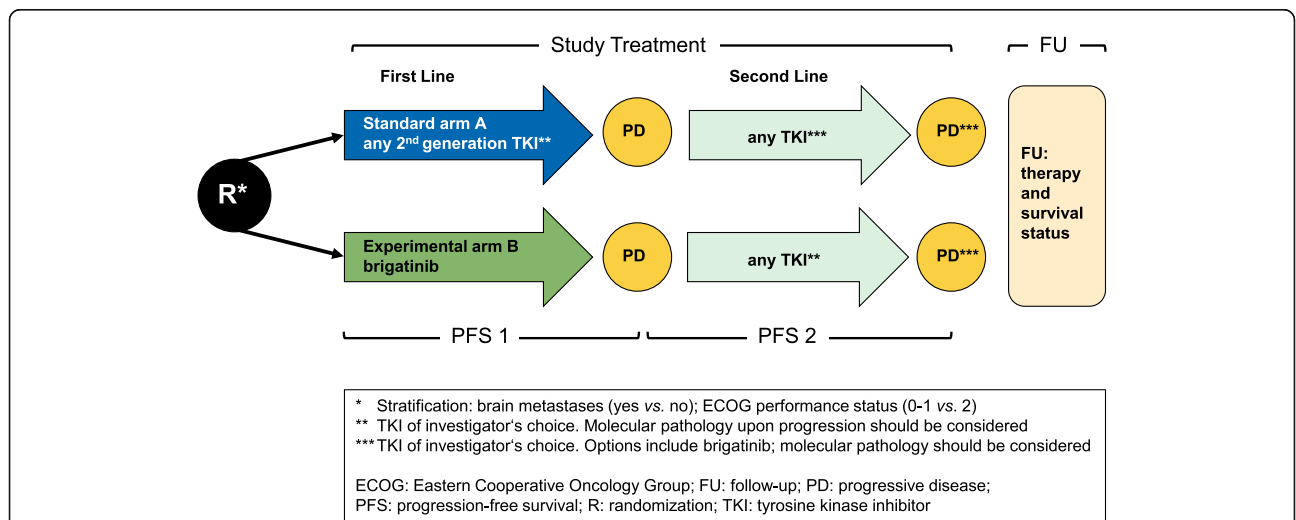 Study Treatment
FU
First Line
Second Line
R*
Standard arm A
any 2nd generation TKI**
PD
any TKI***
PD***
Experimental arm B
brigatinib
PD
any TKI**
PD***
FU:
therapy
and
survival
status
PFS 1
PFS 2
* Stratification: brain metastases (yes vs. no); ECOG performance status (0-1 vs. 2)
** TKI of investigator‘s choice. Molecular pathology upon progression should be considered
*** TKI of investigator‘s choice. Options include brigatinib; molecular pathology should be considered
ECOG: Eastern Cooperative Oncology Group; FU: follow-up; PD: progressive disease;
PFS: progression-free survival; R: randomization; TKI: tyrosine kinase inhibitor